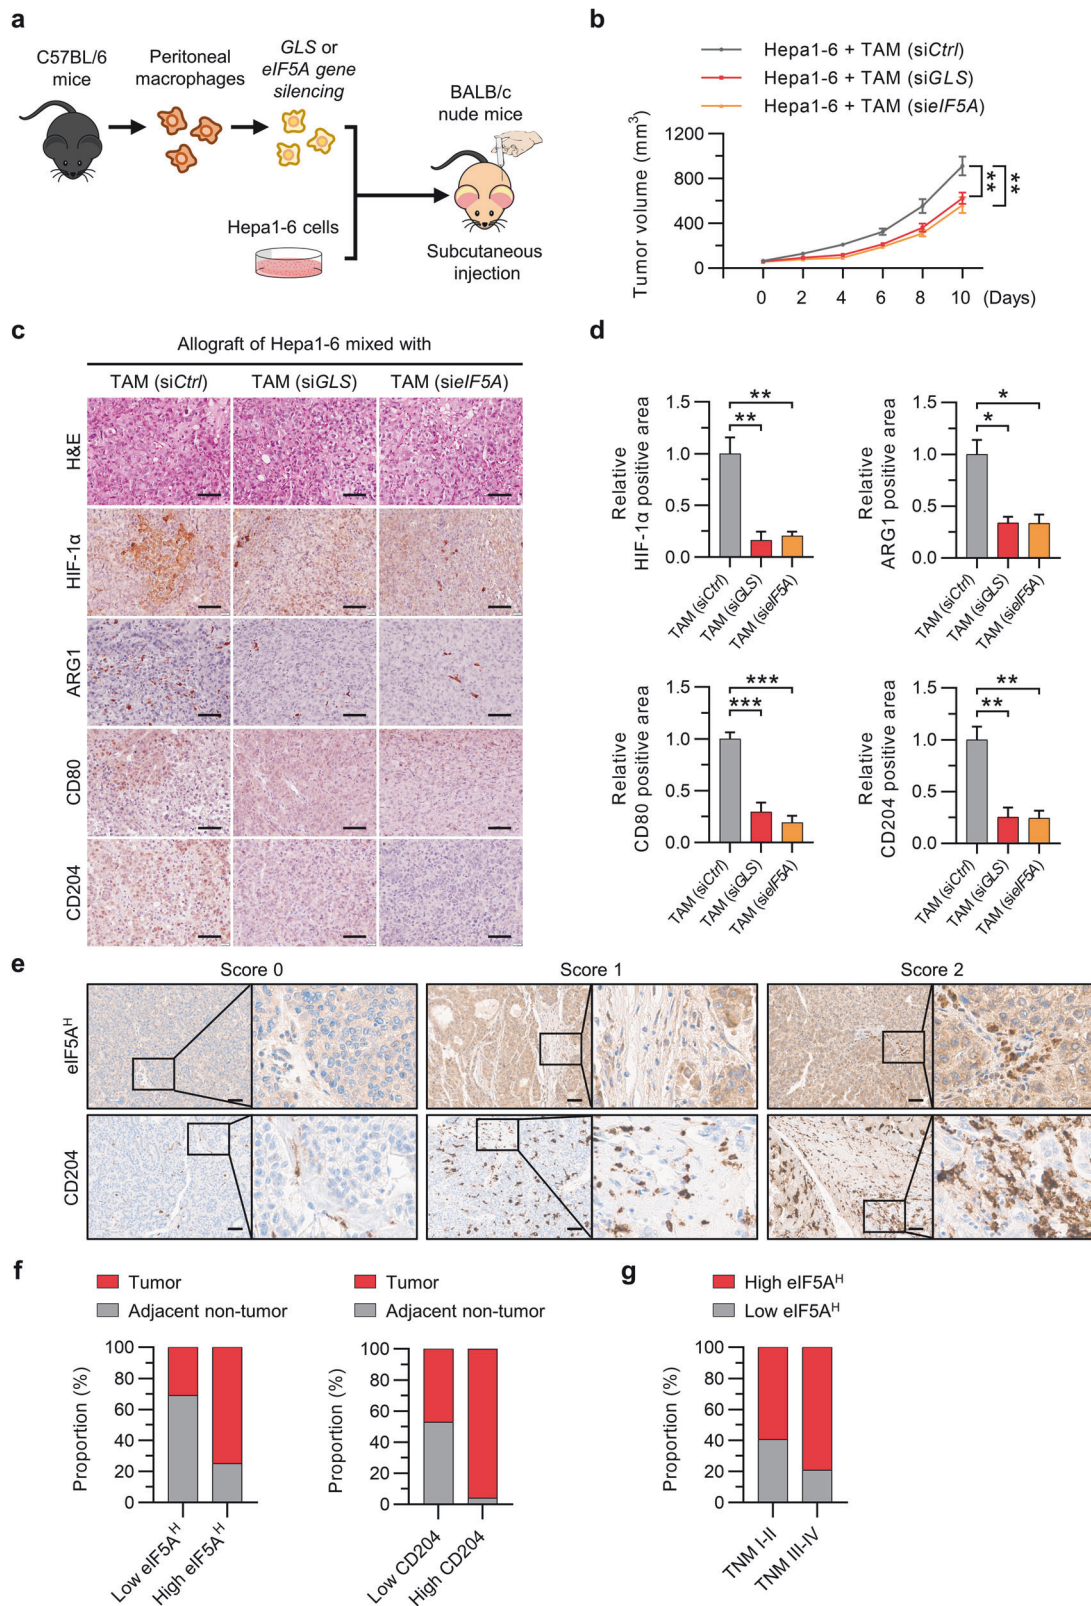 a
C57BL/6
mice
Peritoneal
macrophages
GLS or
eIF5A gene
silencing
BALB/c
nude mice
Hepa1-6 cells
Subcutaneous
injection
b
Hepa1-6 + TAM (siCtrl)
Hepa1-6 + TAM (siGLS)
Hepa1-6 + TAM (sieIF5A)
Tumor volume (mm³)
1200
800
400
0
0 2 4 6 8 10 (Days)
**
**
c
Allograft of Hepa1-6 mixed with
TAM (siCtrl) TAM (siGLS) TAM (sieIF5A)
H&E
HIF-1α
ARG1
CD80
CD204
d
Relative
HIF-1α positive area
1.5
1.0
0.5
0.0
**
**
TAM (siCtrl)
TAM (siGLS)
TAM (sieIF5A)
Relative
ARG1 positive area
1.5
1.0
0.5
0.0
*
*
TAM (siCtrl)
TAM (siGLS)
TAM (sieIF5A)
Relative
CD80 positive area
1.5
1.0
0.5
0.0
***
***
TAM (siCtrl)
TAM (siGLS)
TAM (sieIF5A)
Relative
CD204 positive area
1.5
1.0
0.5
0.0
**
**
TAM (siCtrl)
TAM (siGLS)
TAM (sieIF5A)
e
Score 0 Score 1 Score 2
eIF5Aᴴ
CD204
f
Tumor
Adjacent non-tumor
Proportion (%)
100
80
60
40
20
0
Low eIF5Aᴴ
High eIF5Aᴴ
Tumor
Adjacent non-tumor
Proportion (%)
100
80
60
40
20
0
Low CD204
High CD204
g
High eIF5Aᴴ
Low eIF5Aᴴ
Proportion (%)
100
80
60
40
20
0
TNM I-II
TNM III-IV